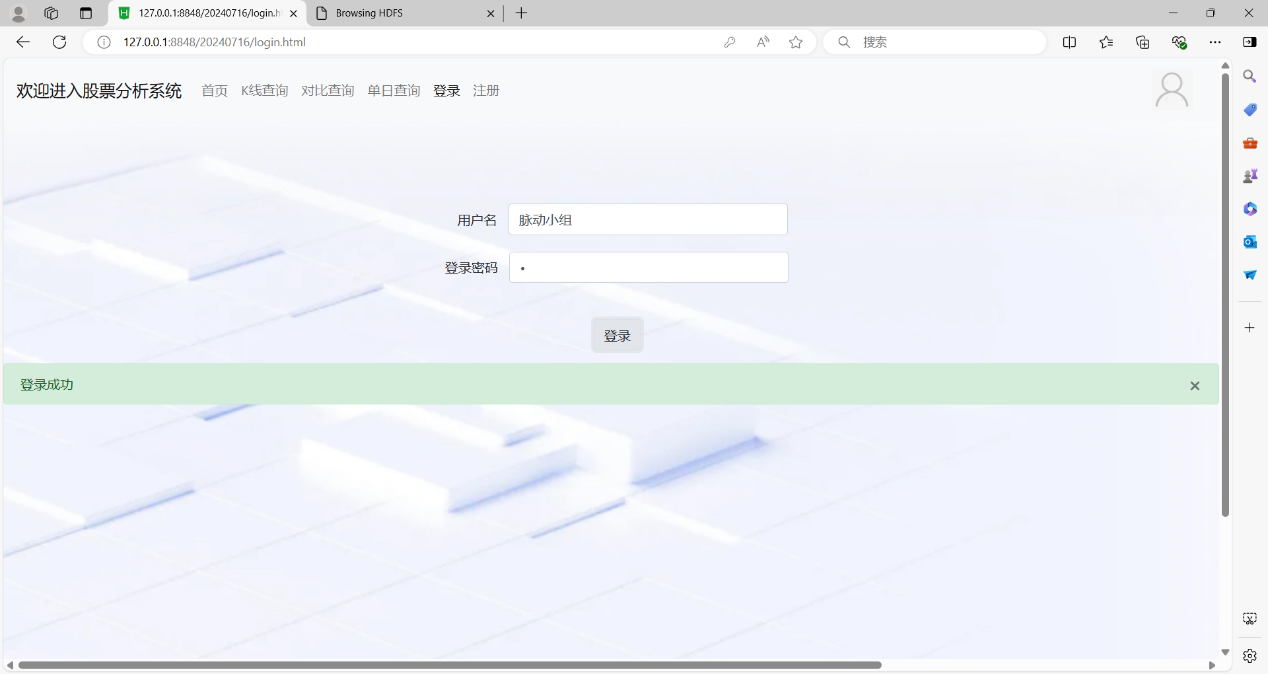 127.0.0.1:8848/20240716/login.h
Browsing HDFS
127.0.0.1:8848/20240716/login.html
搜索
欢迎进入股票分析系统 首页 K线查询 对比查询 单日查询 登录 注册
用户名 脉动小组
登录密码 •
登录
登录成功 ×